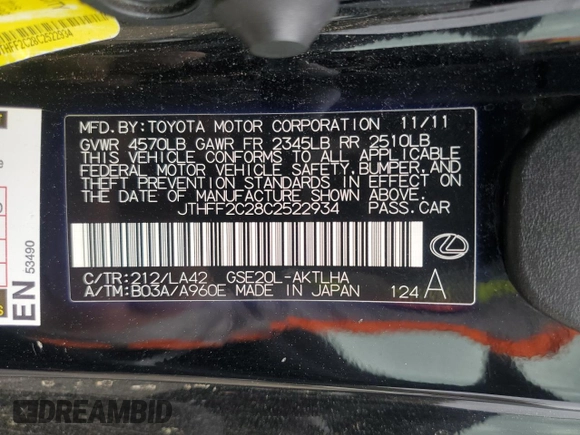 JTHFF2C28C2522934
MFD.BY:TOYOTA MOTOR CORPORATION 11/11
GVWR 4570LB GAWR FR 2345LB RR 2510LB
THIS VEHICLE CONFORMS TO ALL APPLICABLE
FEDERAL MOTOR VEHICLE SAFETY,BUMPER,AND
THEFT PREVENTION STANDARDS IN EFFECT ON
THE DATE OF MANUFACTURE SHOWN ABOVE.
JTHFF2C28C2522934 PASS.CAR
C/TR:212/LA42 GSE20L-AKTLHA
A/TM:B03A/A960E MADE IN JAPAN 124 A
EN 53490
DREAMBID